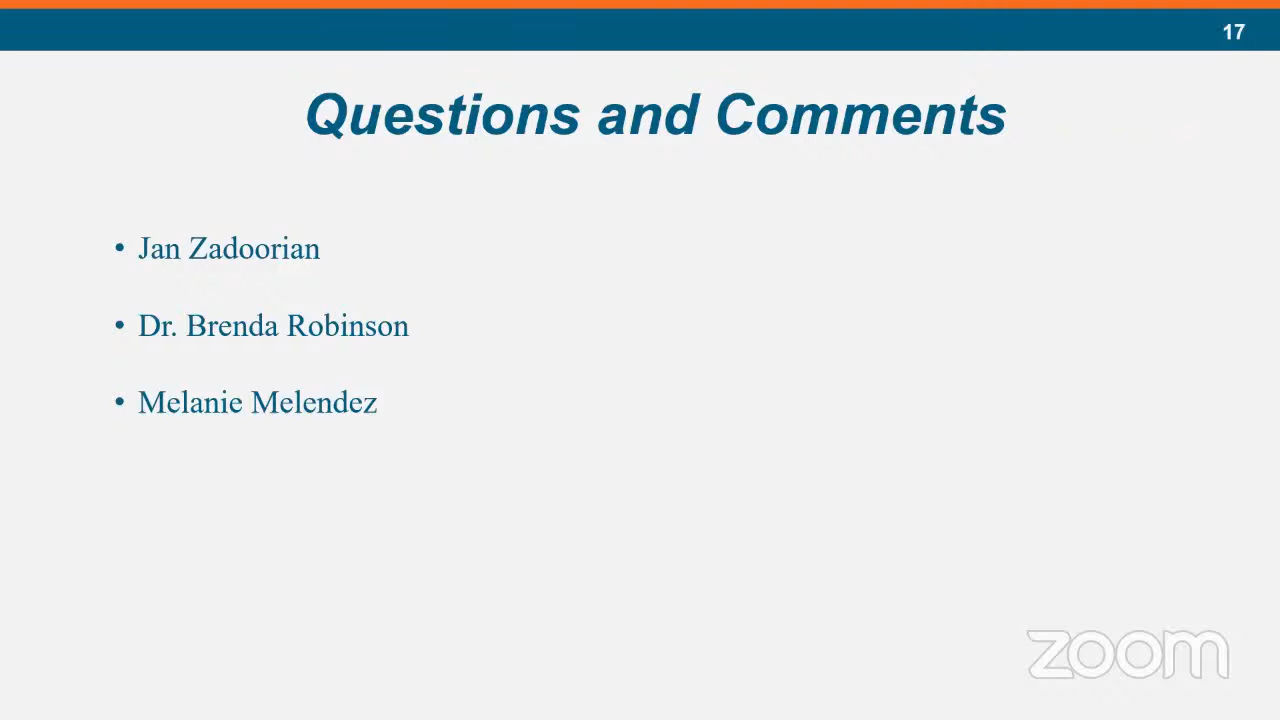 17
Questions and Comments
• Jan Zadoorian
• Dr. Brenda Robinson
• Melanie Melendez
zoom